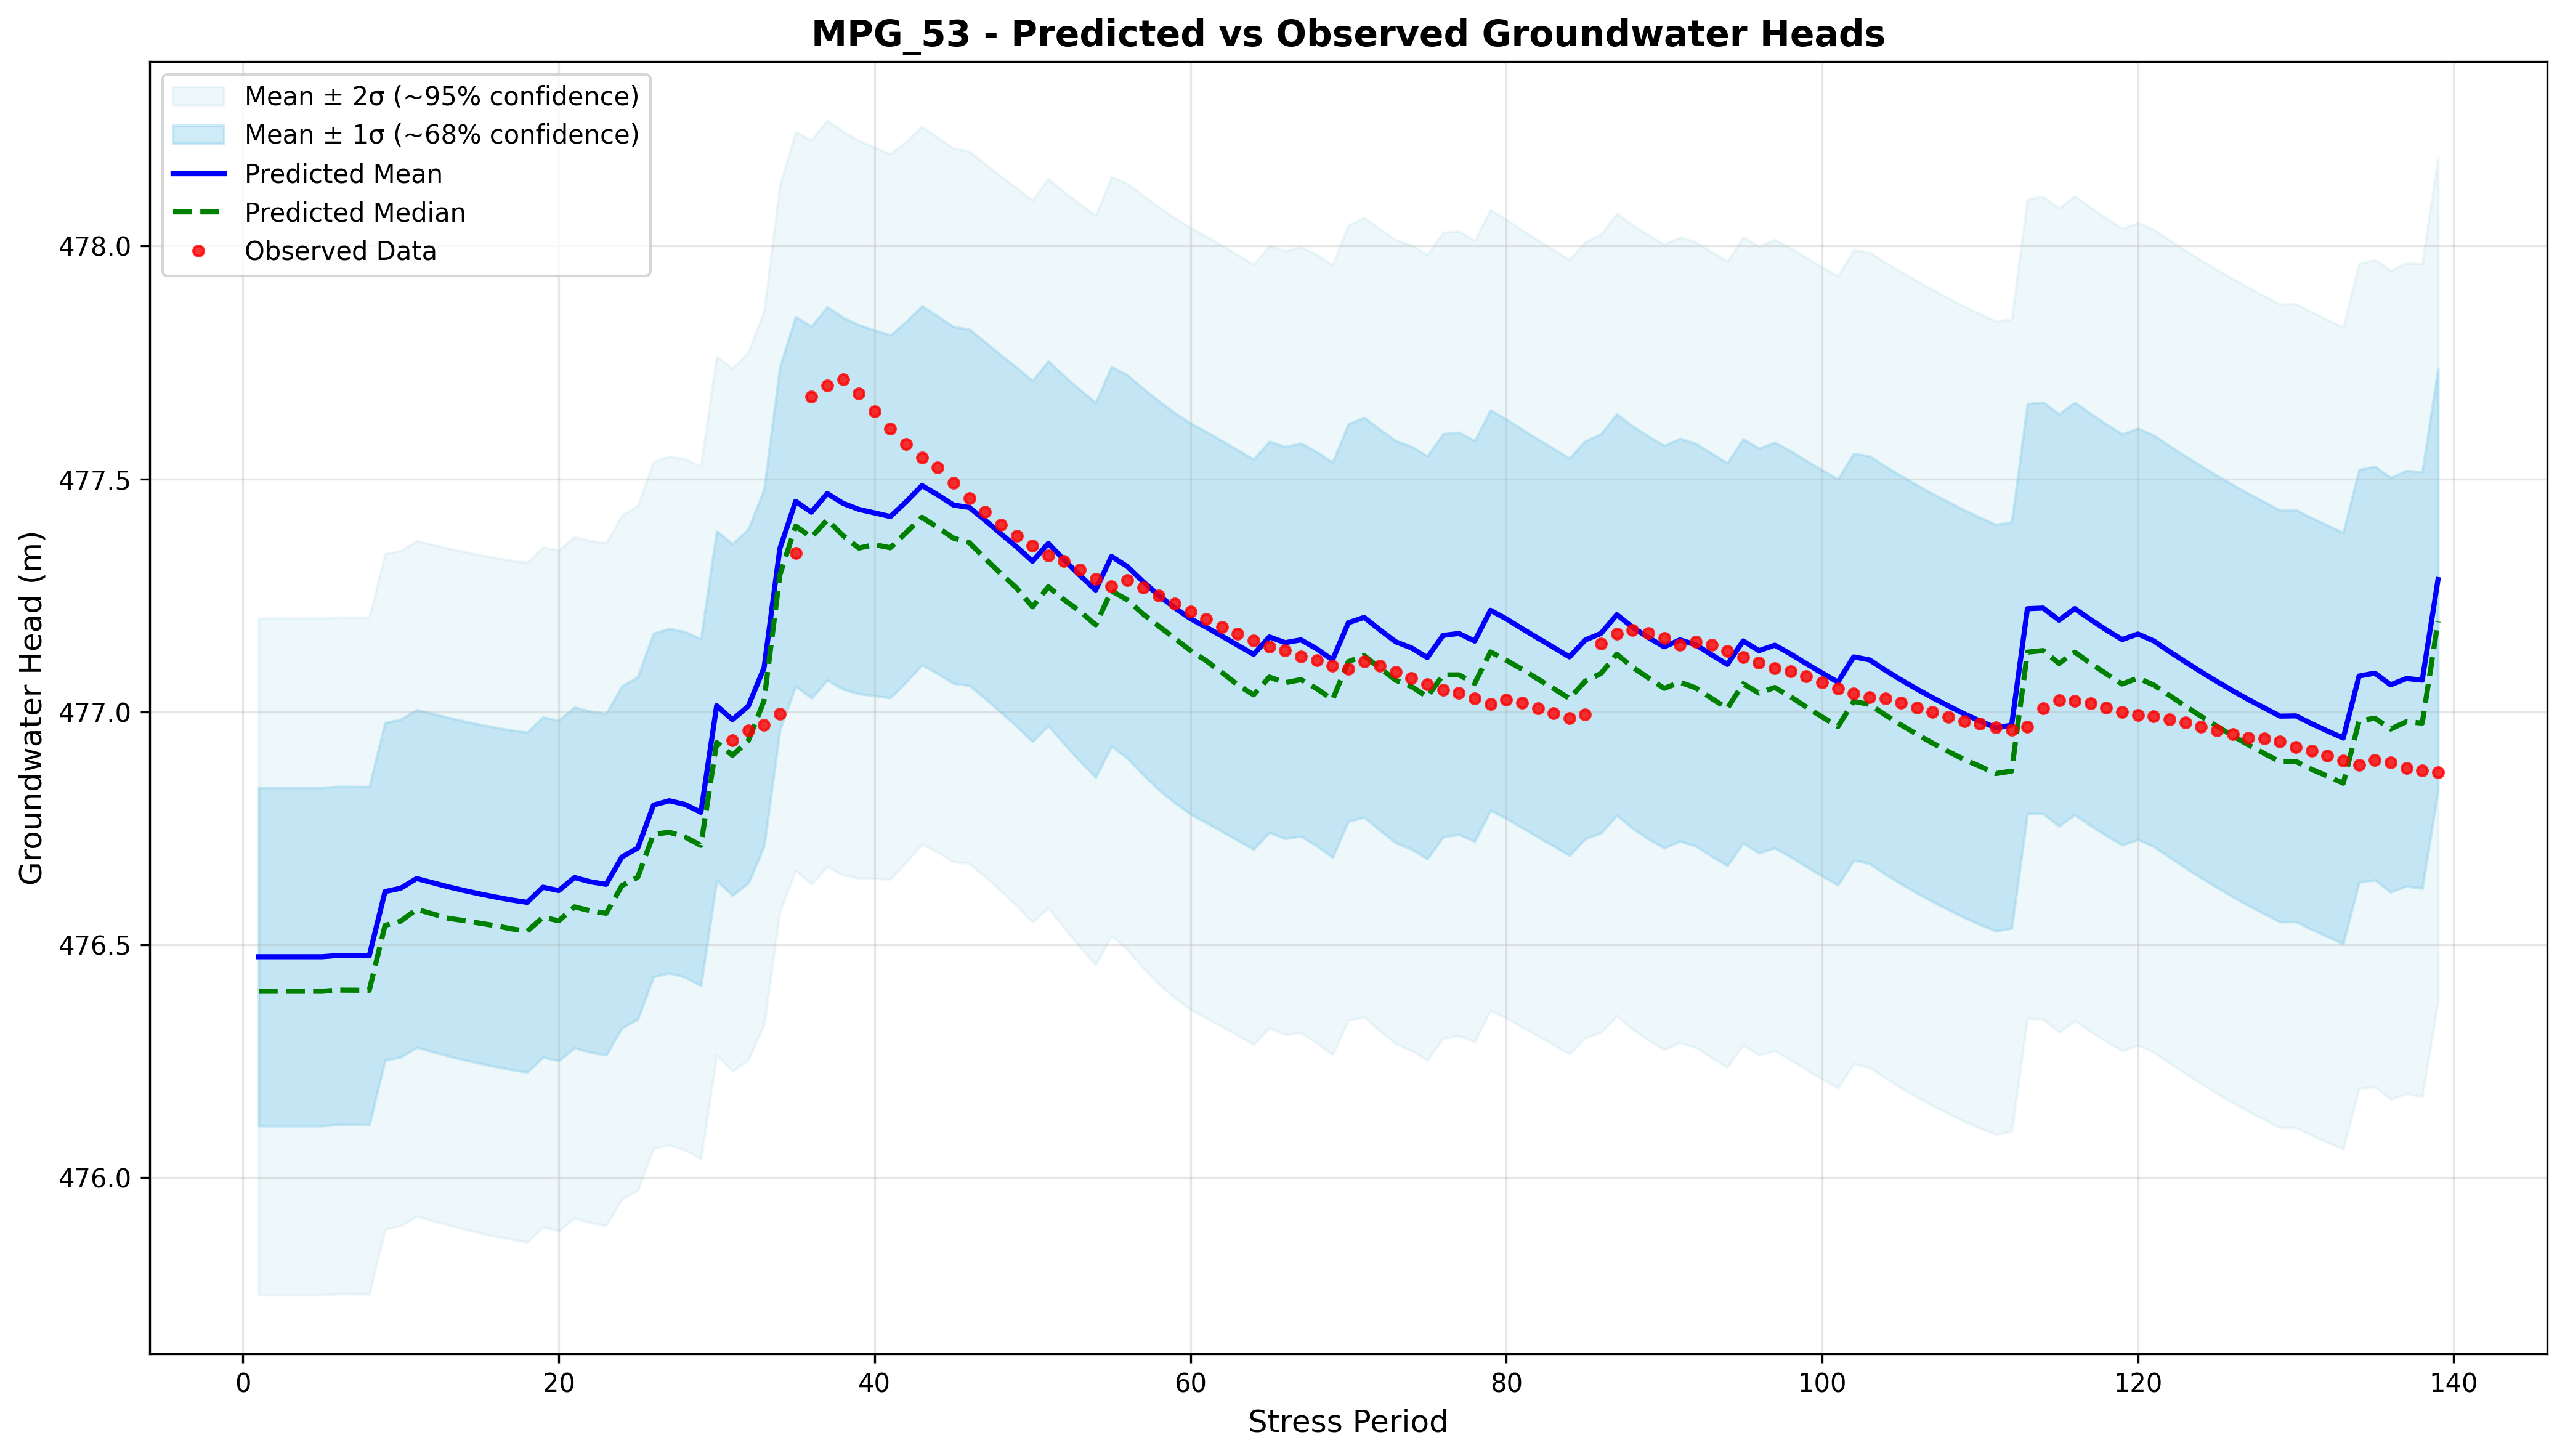 MPG_53 - Predicted vs Observed Groundwater Heads
Mean ± 2σ (~95% confidence)
Mean ± 1σ (~68% confidence)
Predicted Mean
Predicted Median
Observed Data
Groundwater Head (m)
478.0
477.5
477.0
476.5
476.0
0 20 40 60 80 100 120 140
Stress Period